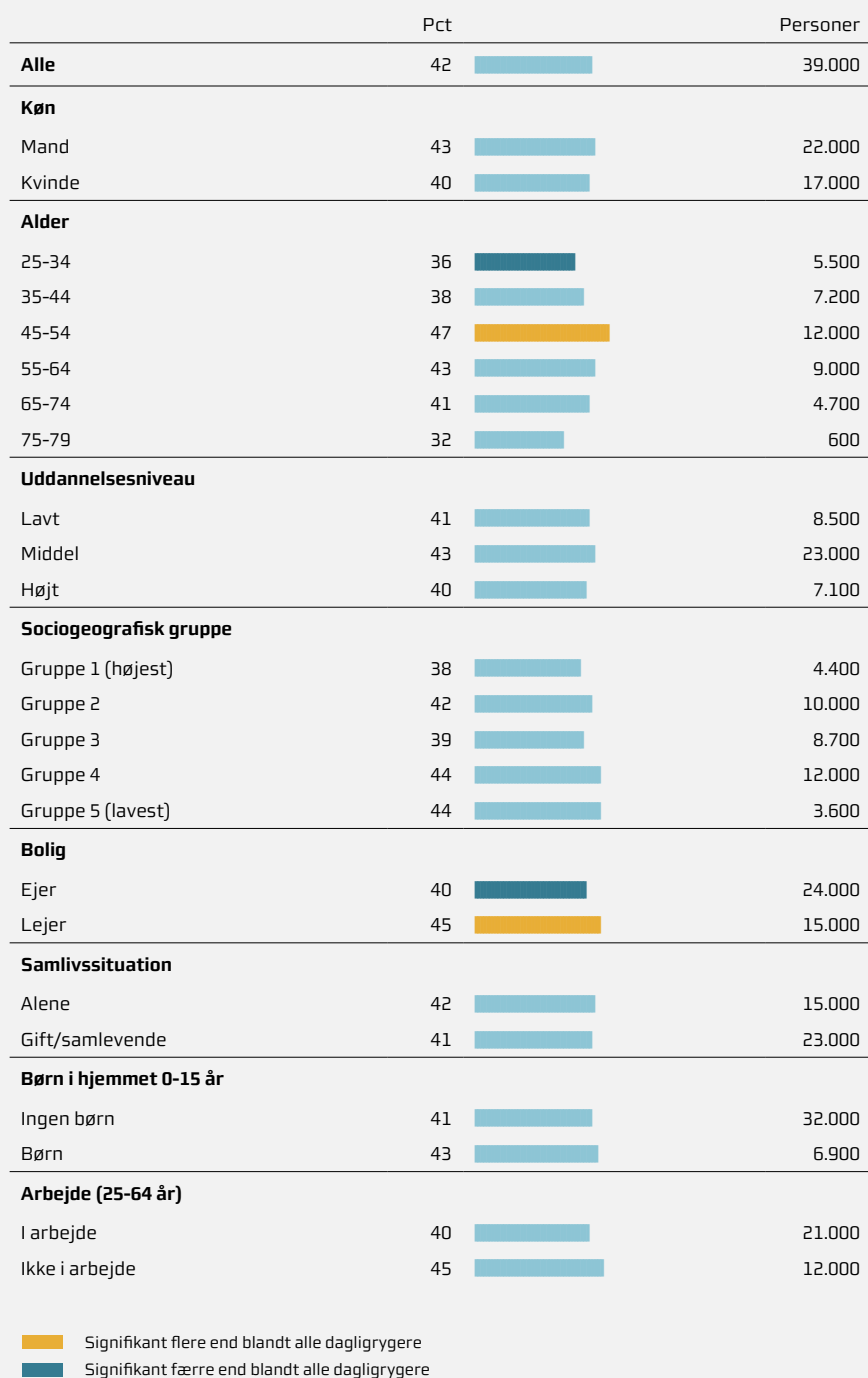 Pct Personer
Alle 42 39.000
Køn
Mand 43 22.000
Kvinde 40 17.000
Alder
25-34 36 5.500
35-44 38 7.200
45-54 47 12.000
55-64 43 9.000
65-74 41 4.700
75-79 32 600
Uddannelsesniveau
Lavt 41 8.500
Middel 43 23.000
Højt 40 7.100
Sociogeografisk gruppe
Gruppe 1 (højest) 38 4.400
Gruppe 2 42 10.000
Gruppe 3 39 8.700
Gruppe 4 44 12.000
Gruppe 5 (lavest) 44 3.600
Bolig
Ejer 40 24.000
Lejer 45 15.000
Samlivssituation
Alene 42 15.000
Gift/samlevende 41 23.000
Børn i hjemmet 0-15 år
Ingen børn 41 32.000
Børn 43 6.900
Arbejde (25-64 år)
I arbejde 40 21.000
Ikke i arbejde 45 12.000
Signifikant flere end blandt alle dagligrygere
Signifikant færre end blandt alle dagligrygere